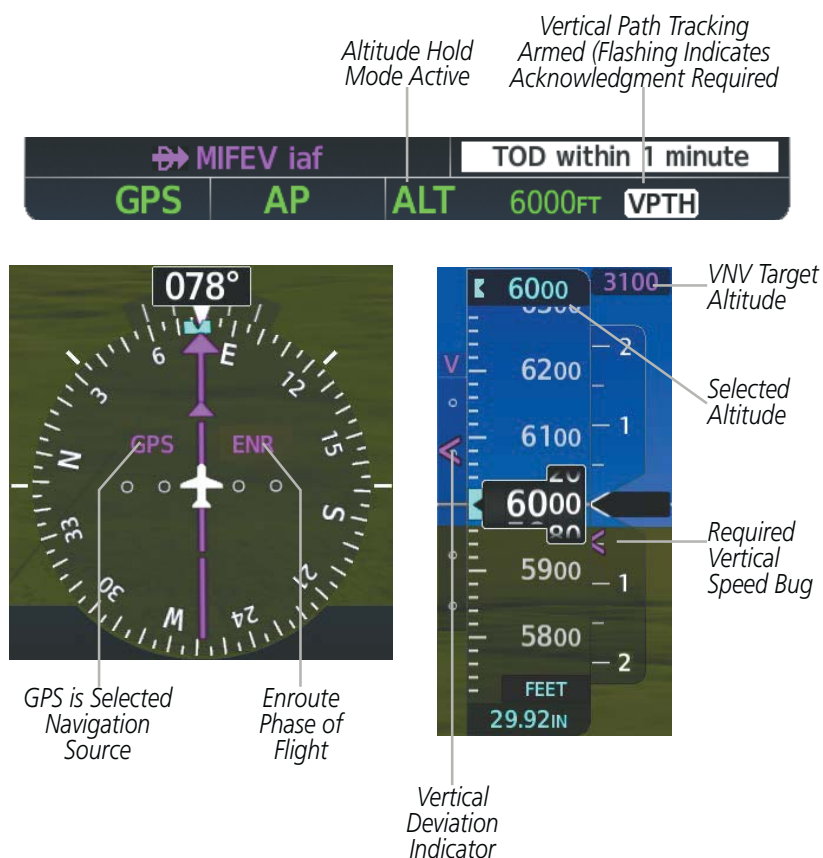 Altitude Hold
Mode Active
Vertical Path Tracking
Armed (Flashing Indicates
Acknowledgment Required
D MIFEV iaf
TOD within 1 minute
GPS
AP
ALT
6000FT
VPTH
078°
N
3
6
E
12
15
S
21
24
W
30
33
GPS
ENR
GPS is Selected
Navigation
Source
Enroute
Phase of
Flight
6000
3100
V
6300
6200
6100
20
6000
80
5900
5800
2
1
1
2
FEET
29.92IN
VNV Target
Altitude
Selected
Altitude
Required
Vertical
Speed Bug
Vertical
Deviation
Indicator